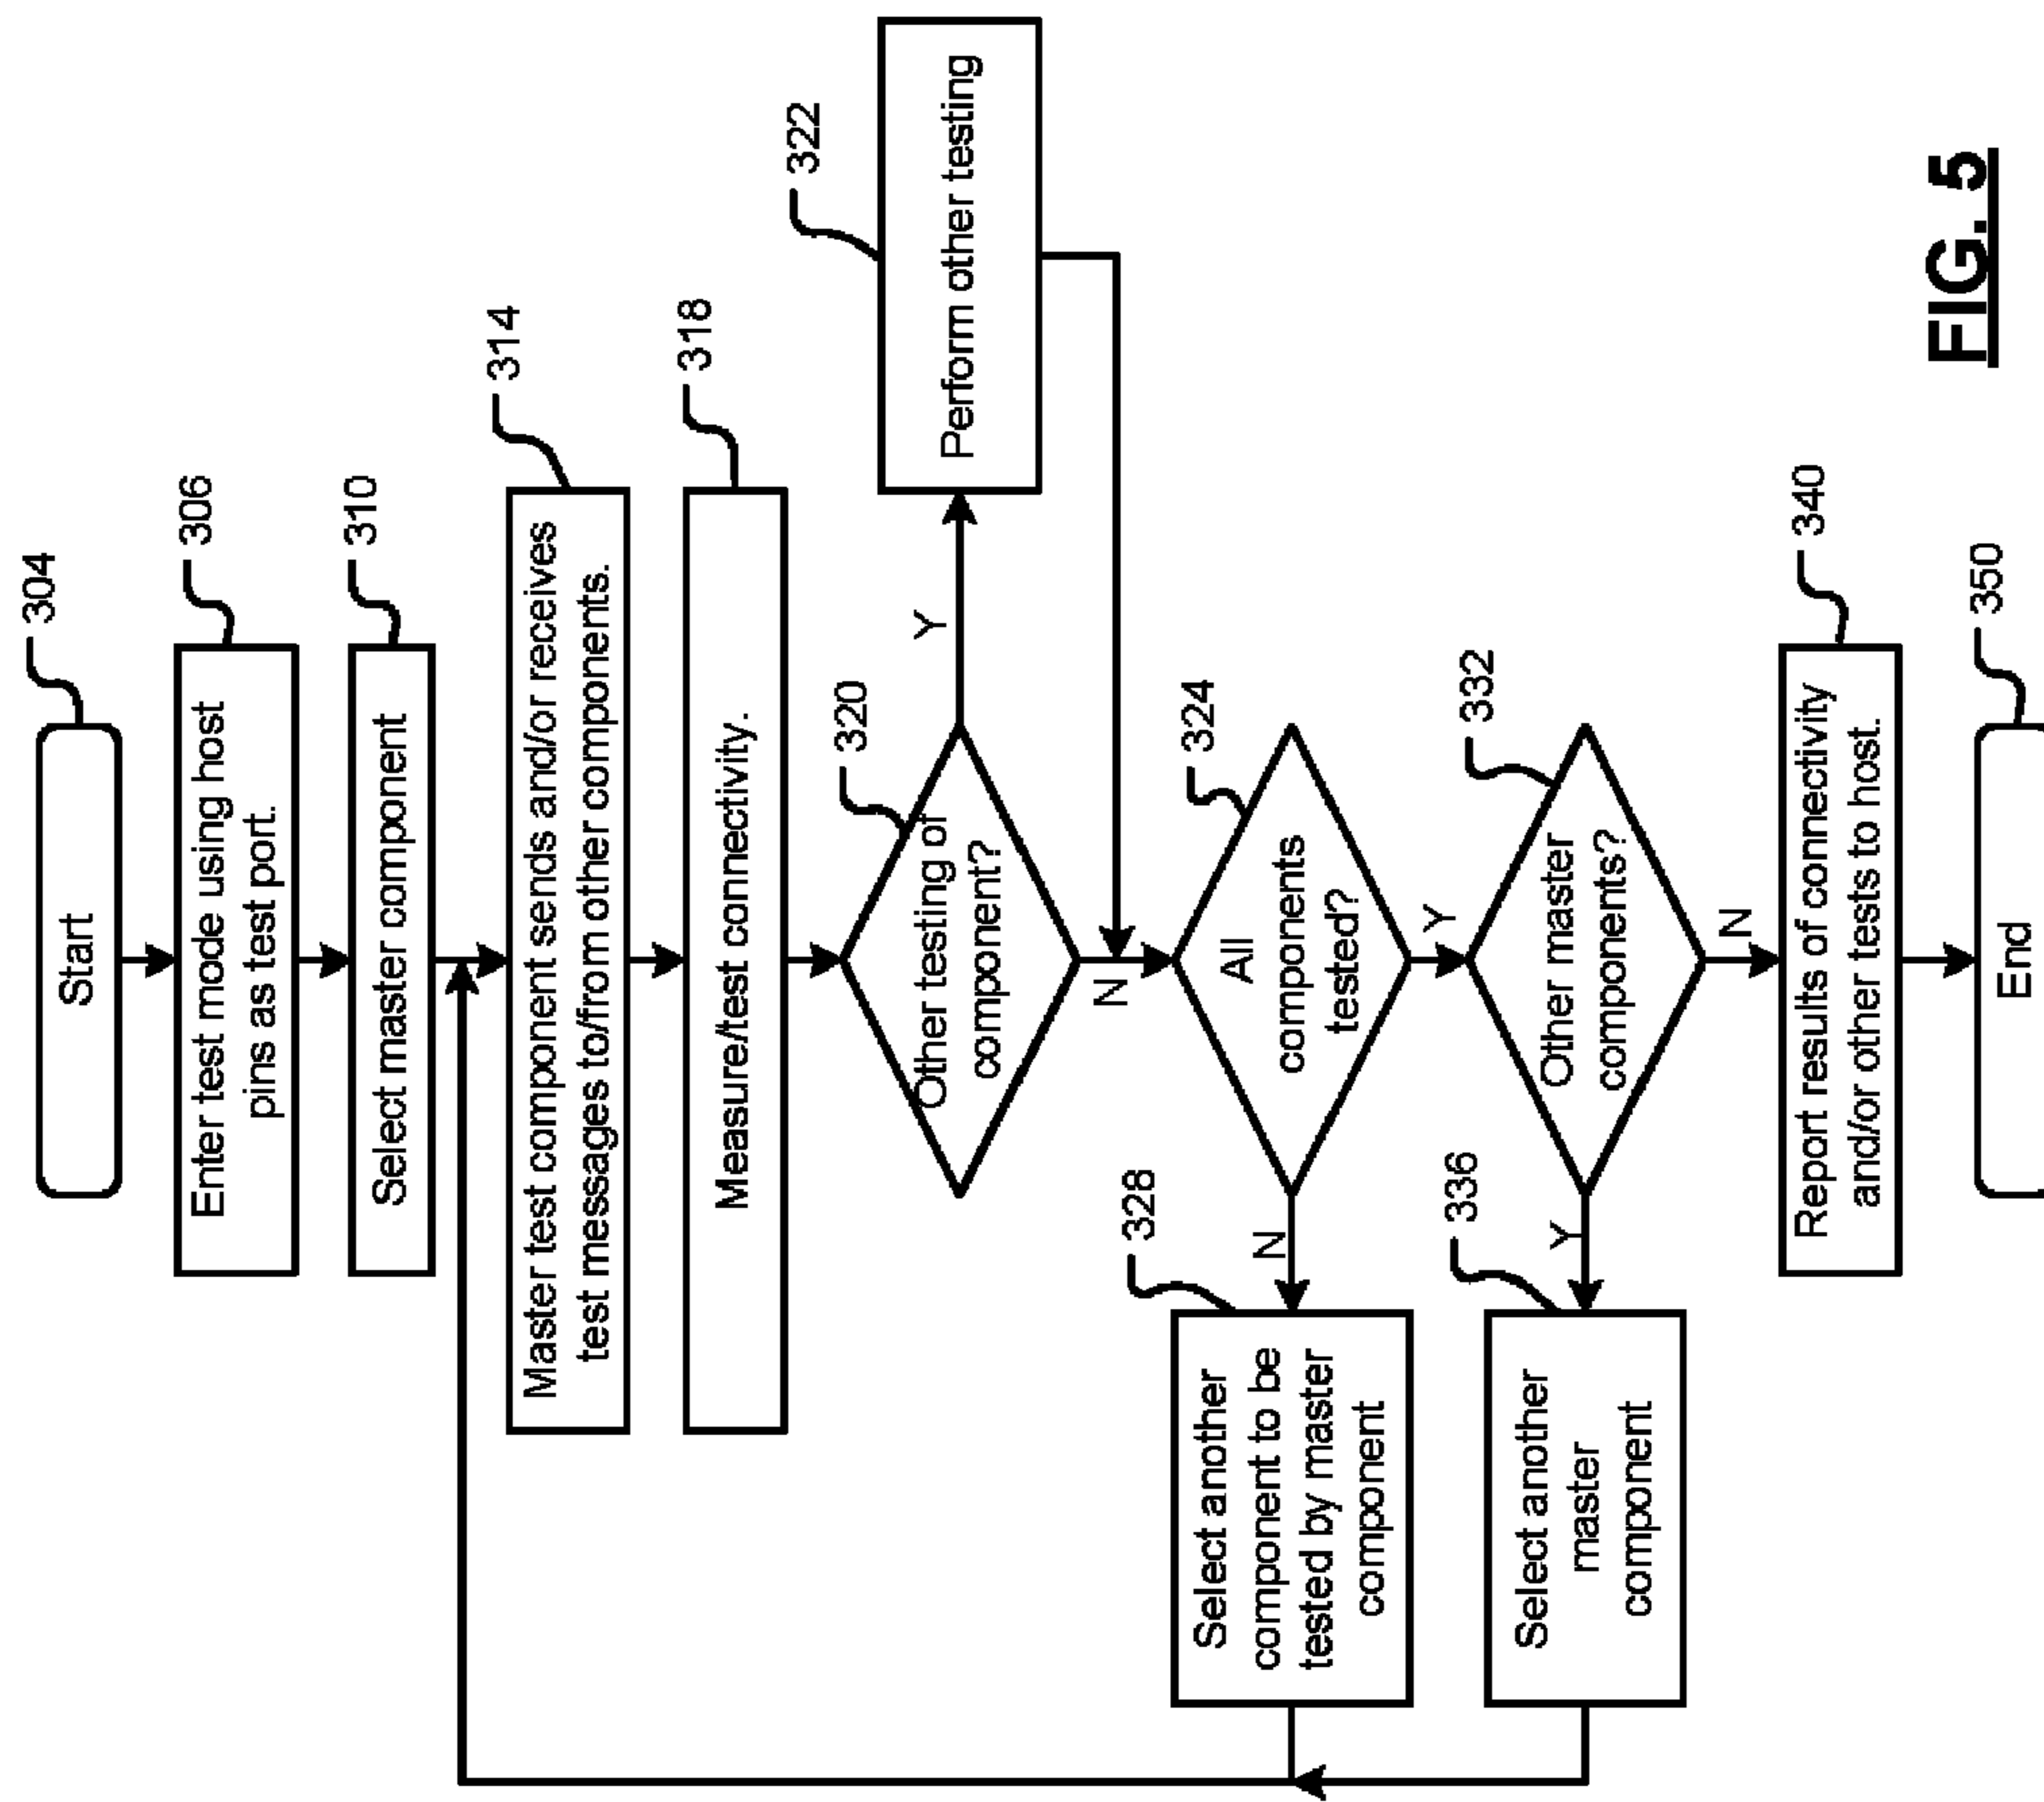 Start
304
Enter test mode using host
pins as test port.
306
Select master component
310
Master test component sends and/or receives
test messages to/from other components.
314
Measure/test connectivity.
318
Other testing of
component?
320
Y
Perform other testing
322
N
All
components
tested?
324
N
Select another
component to be
tested by master
component
328
Y
Other master
components?
332
Y
Select another
master
component
336
N
Report results of connectivity
and/or other tests to host.
340
End
350
FIG. 5